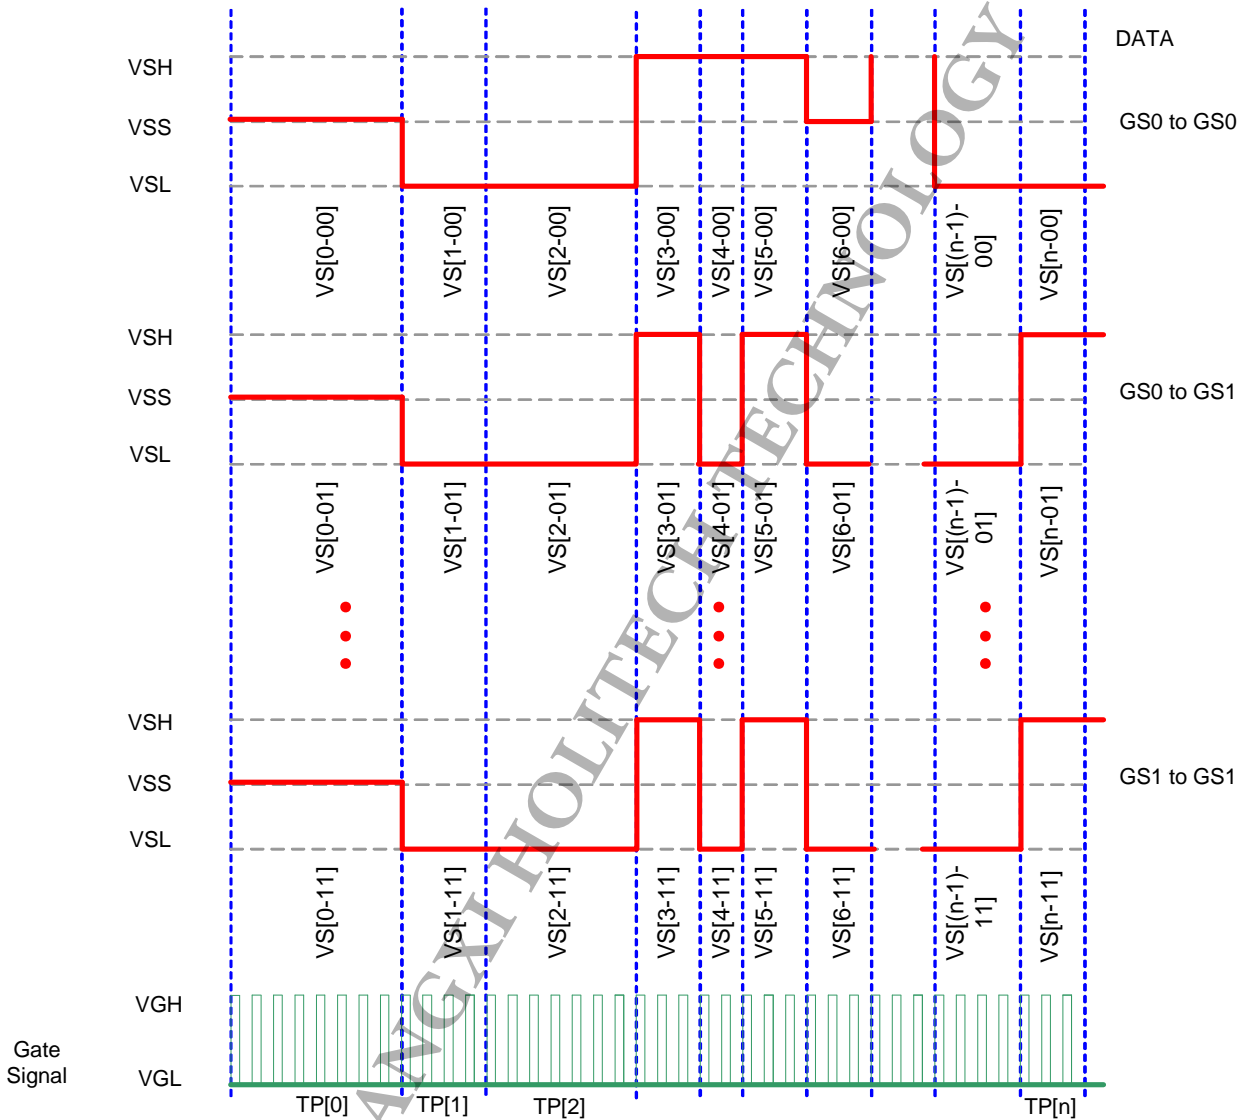 DATA
VSH
VSS
GS0 to GS0
VSL
VS[0-00]
VS[1-00]
VS[2-00]
VS[3-00]
VS[4-00]
VS[5-00]
VS[6-00]
VS[(n-1)-
00]
VS[n-00]
VSH
VSS
GS0 to GS1
VSL
VS[0-01]
VS[1-01]
VS[2-01]
VS[3-01]
VS[4-01]
VS[5-01]
VS[6-01]
VS[(n-1)-
01]
VS[n-01]
VSH
VSS
GS1 to GS1
VSL
VS[0-11]
VS[1-11]
VS[2-11]
VS[3-11]
VS[4-11]
VS[5-11]
VS[6-11]
VS[(n-1)-
11]
VS[n-11]
VGH
Gate
Signal
VGL
TP[0]
TP[1]
TP[2]
TP[n]
ANGXI HOLITECH TECHNOLOGY